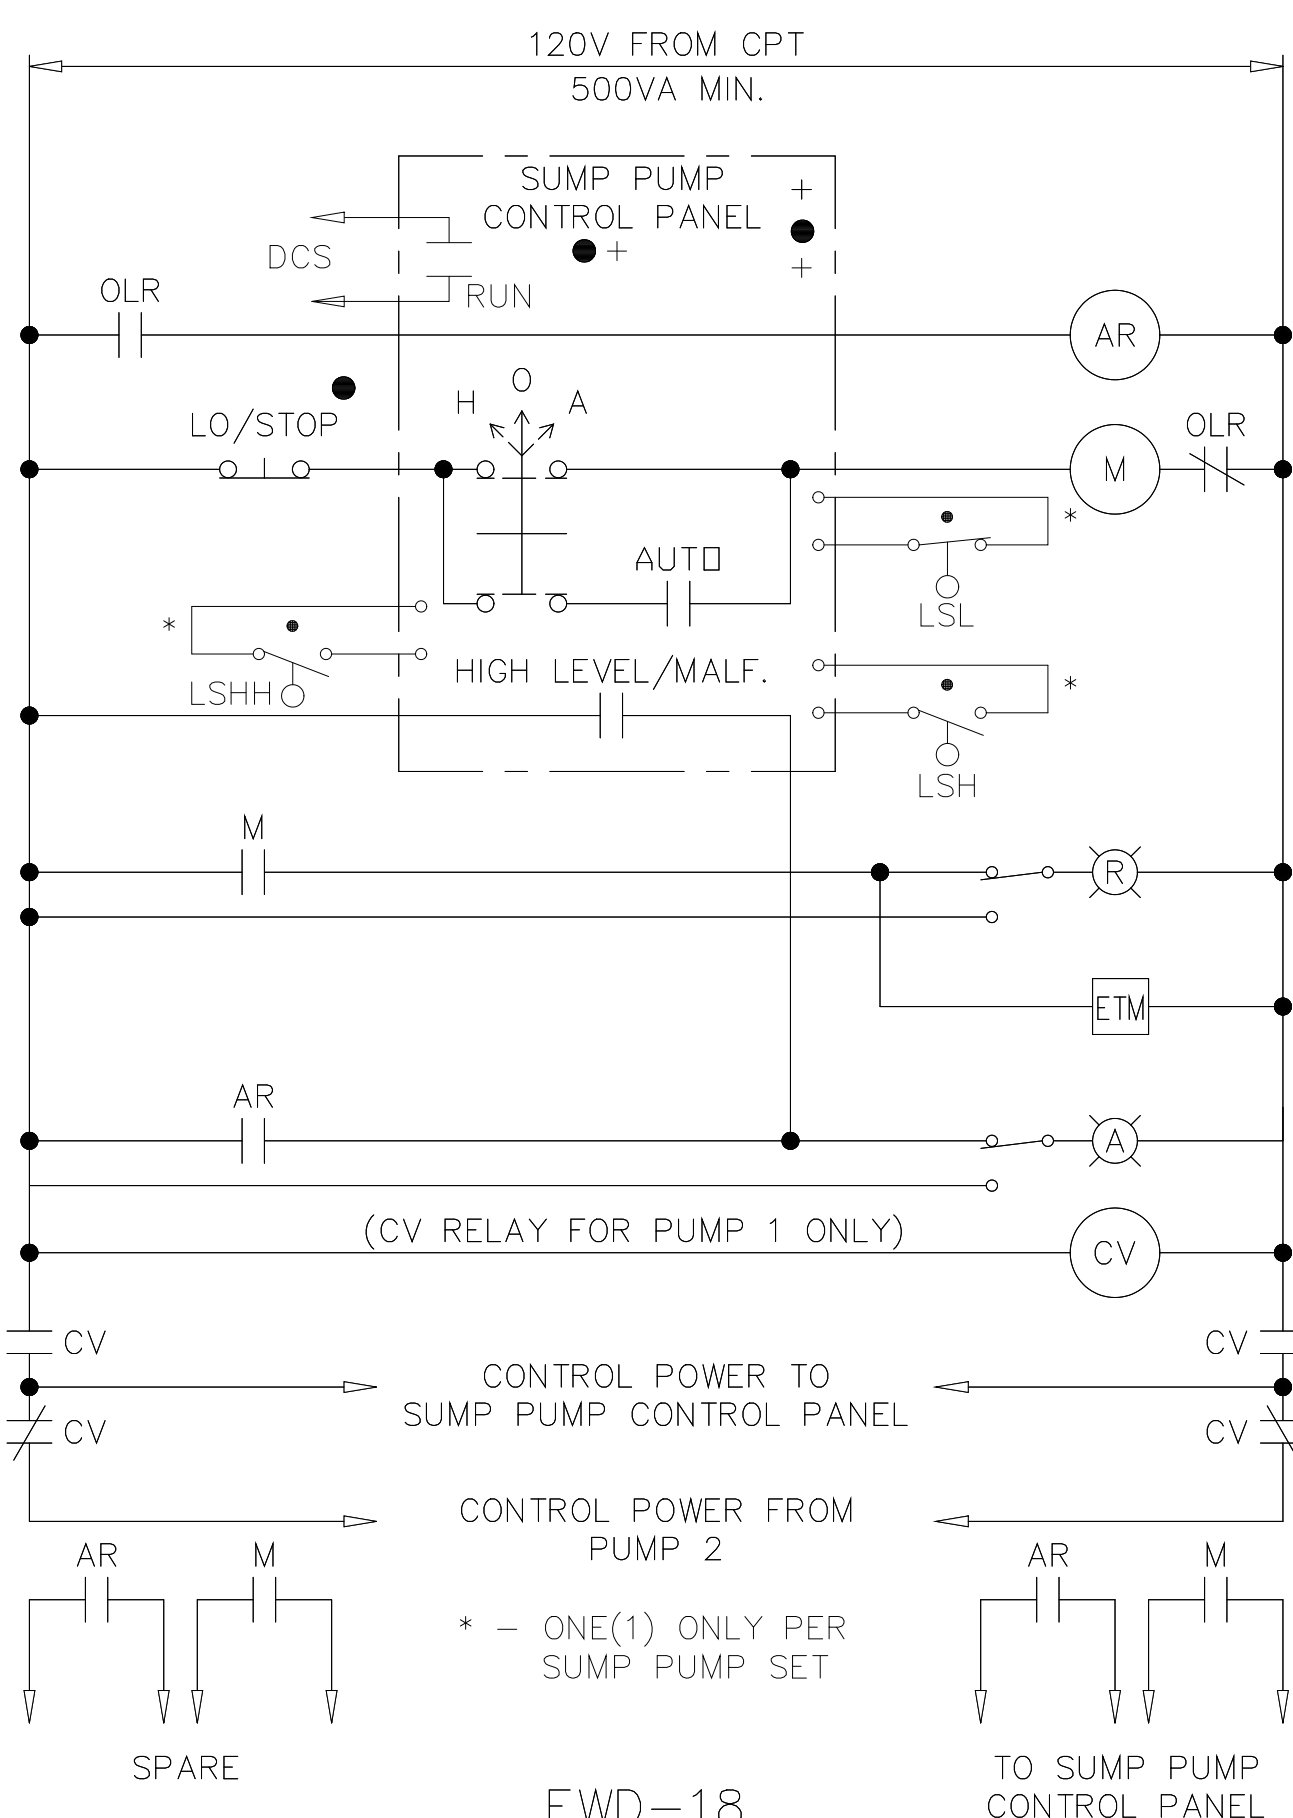 120V FROM CPT
500VA MIN.
SUMP PUMP
CONTROL PANEL
+
+
+
DCS
RUN
OLR
AR
H O A
LO/STOP
OLR
M
*
AUTO
LSL
*
LSHH
HIGH LEVEL/MALF.
*
LSH
M
R
ETM
AR
A
(CV RELAY FOR PUMP 1 ONLY)
CV
CV
CV
CONTROL POWER TO
SUMP PUMP CONTROL PANEL
CV
CV
CONTROL POWER FROM
PUMP 2
AR
M
AR
M
* - ONE(1) ONLY PER
SUMP PUMP SET
SPARE
TO SUMP PUMP
CONTROL PANEL